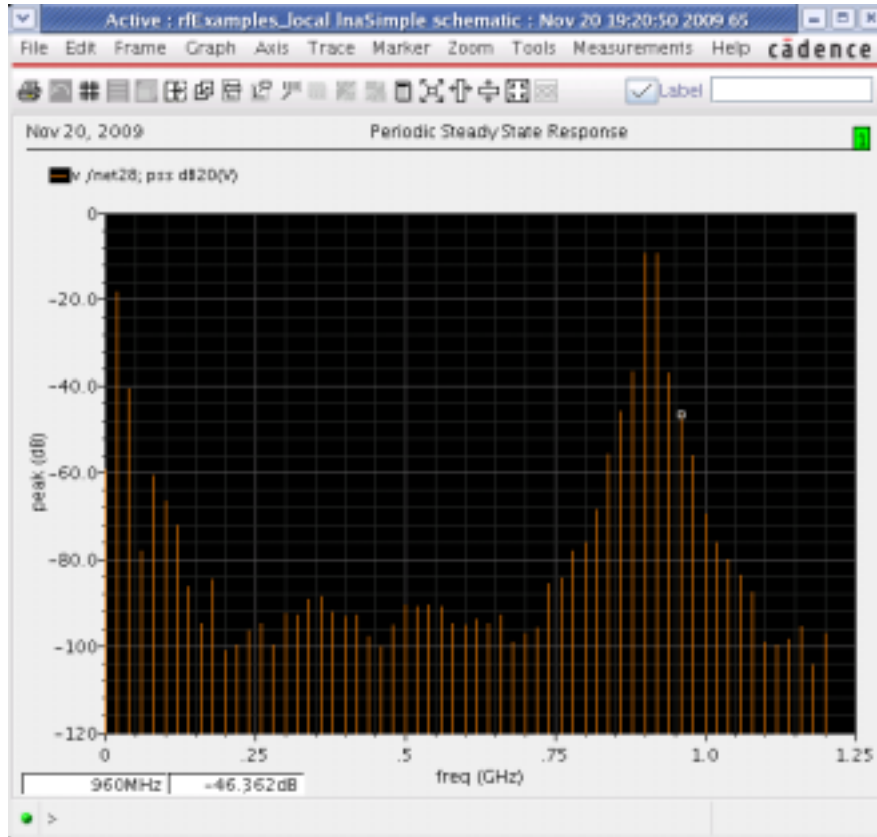 Active : rfExamples_local lnaSimple schematic : Nov 20 19:20:50 2009 65
File Edit Frame Graph Axis Trace Marker Zoom Tools Measurements Help cādence
Label
Nov 20, 2009 Periodic Steady State Response
3
v /net28; pss dB20(V)
0
-20.0
-40.0
-60.0
-80.0
-100
-120
peak (dB)
0 .25 .5 .75 1.0 1.25
freq (GHz)
960MHz -46.362dB
>